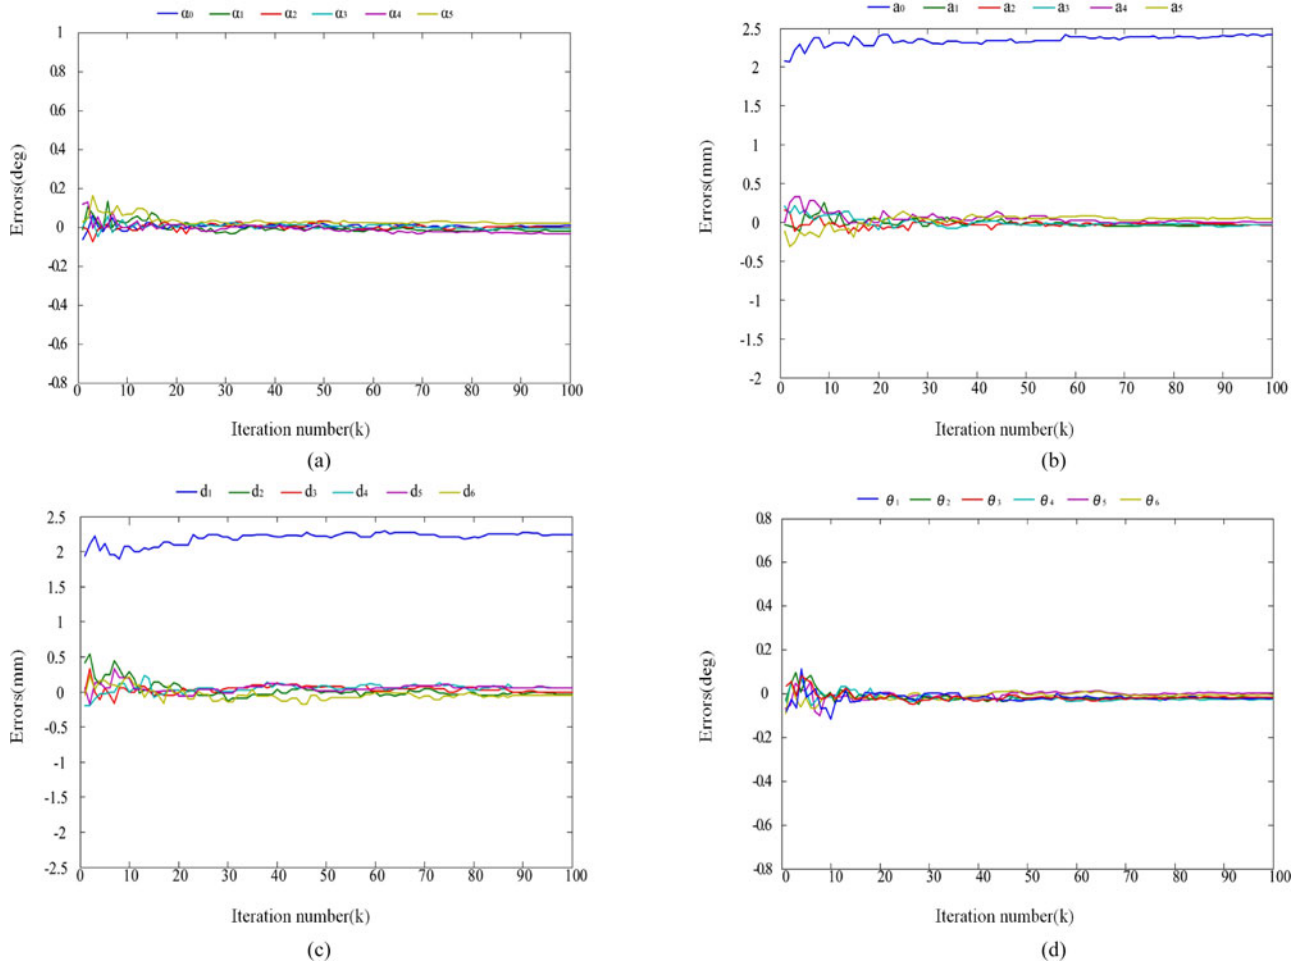 α₀ α₁ α₂ α₃ α₄ α₅
1
0.8
0.6
0.4
0.2
0
-0.2
-0.4
-0.6
-0.8
Errors(deg)
0 10 20 30 40 50 60 70 80 90 100
Iteration number(k)
(a)
a₀ a₁ a₂ a₃ a₄ a₅
2.5
2
1.5
1
0.5
0
-0.5
-1
-1.5
-2
Errors(mm)
0 10 20 30 40 50 60 70 80 90 100
Iteration number(k)
(b)
d₁ d₂ d₃ d₄ d₅ d₆
2.5
2
1.5
1
0.5
0
-0.5
-1
-1.5
-2
-2.5
Errors(mm)
0 10 20 30 40 50 60 70 80 90 100
Iteration number(k)
(c)
θ₁ θ₂ θ₃ θ₄ θ₅ θ₆
0.8
0.6
0.4
0.2
0
-0.2
-0.4
-0.6
-0.8
Errors(deg)
0 10 20 30 40 50 60 70 80 90 100
Iteration number(k)
(d)